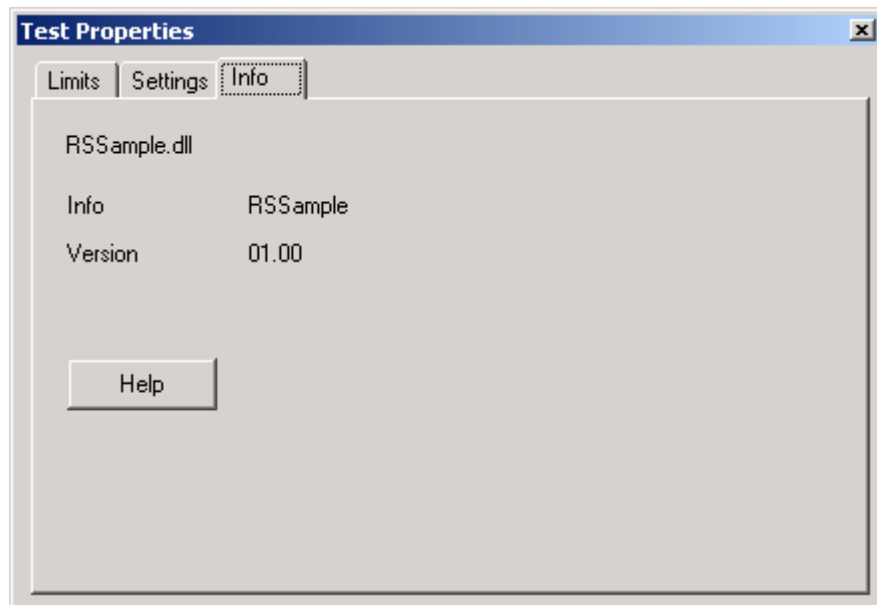 Test Properties
Limits Settings Info
RSSample.dll
Info RSSample
Version 01.00
Help